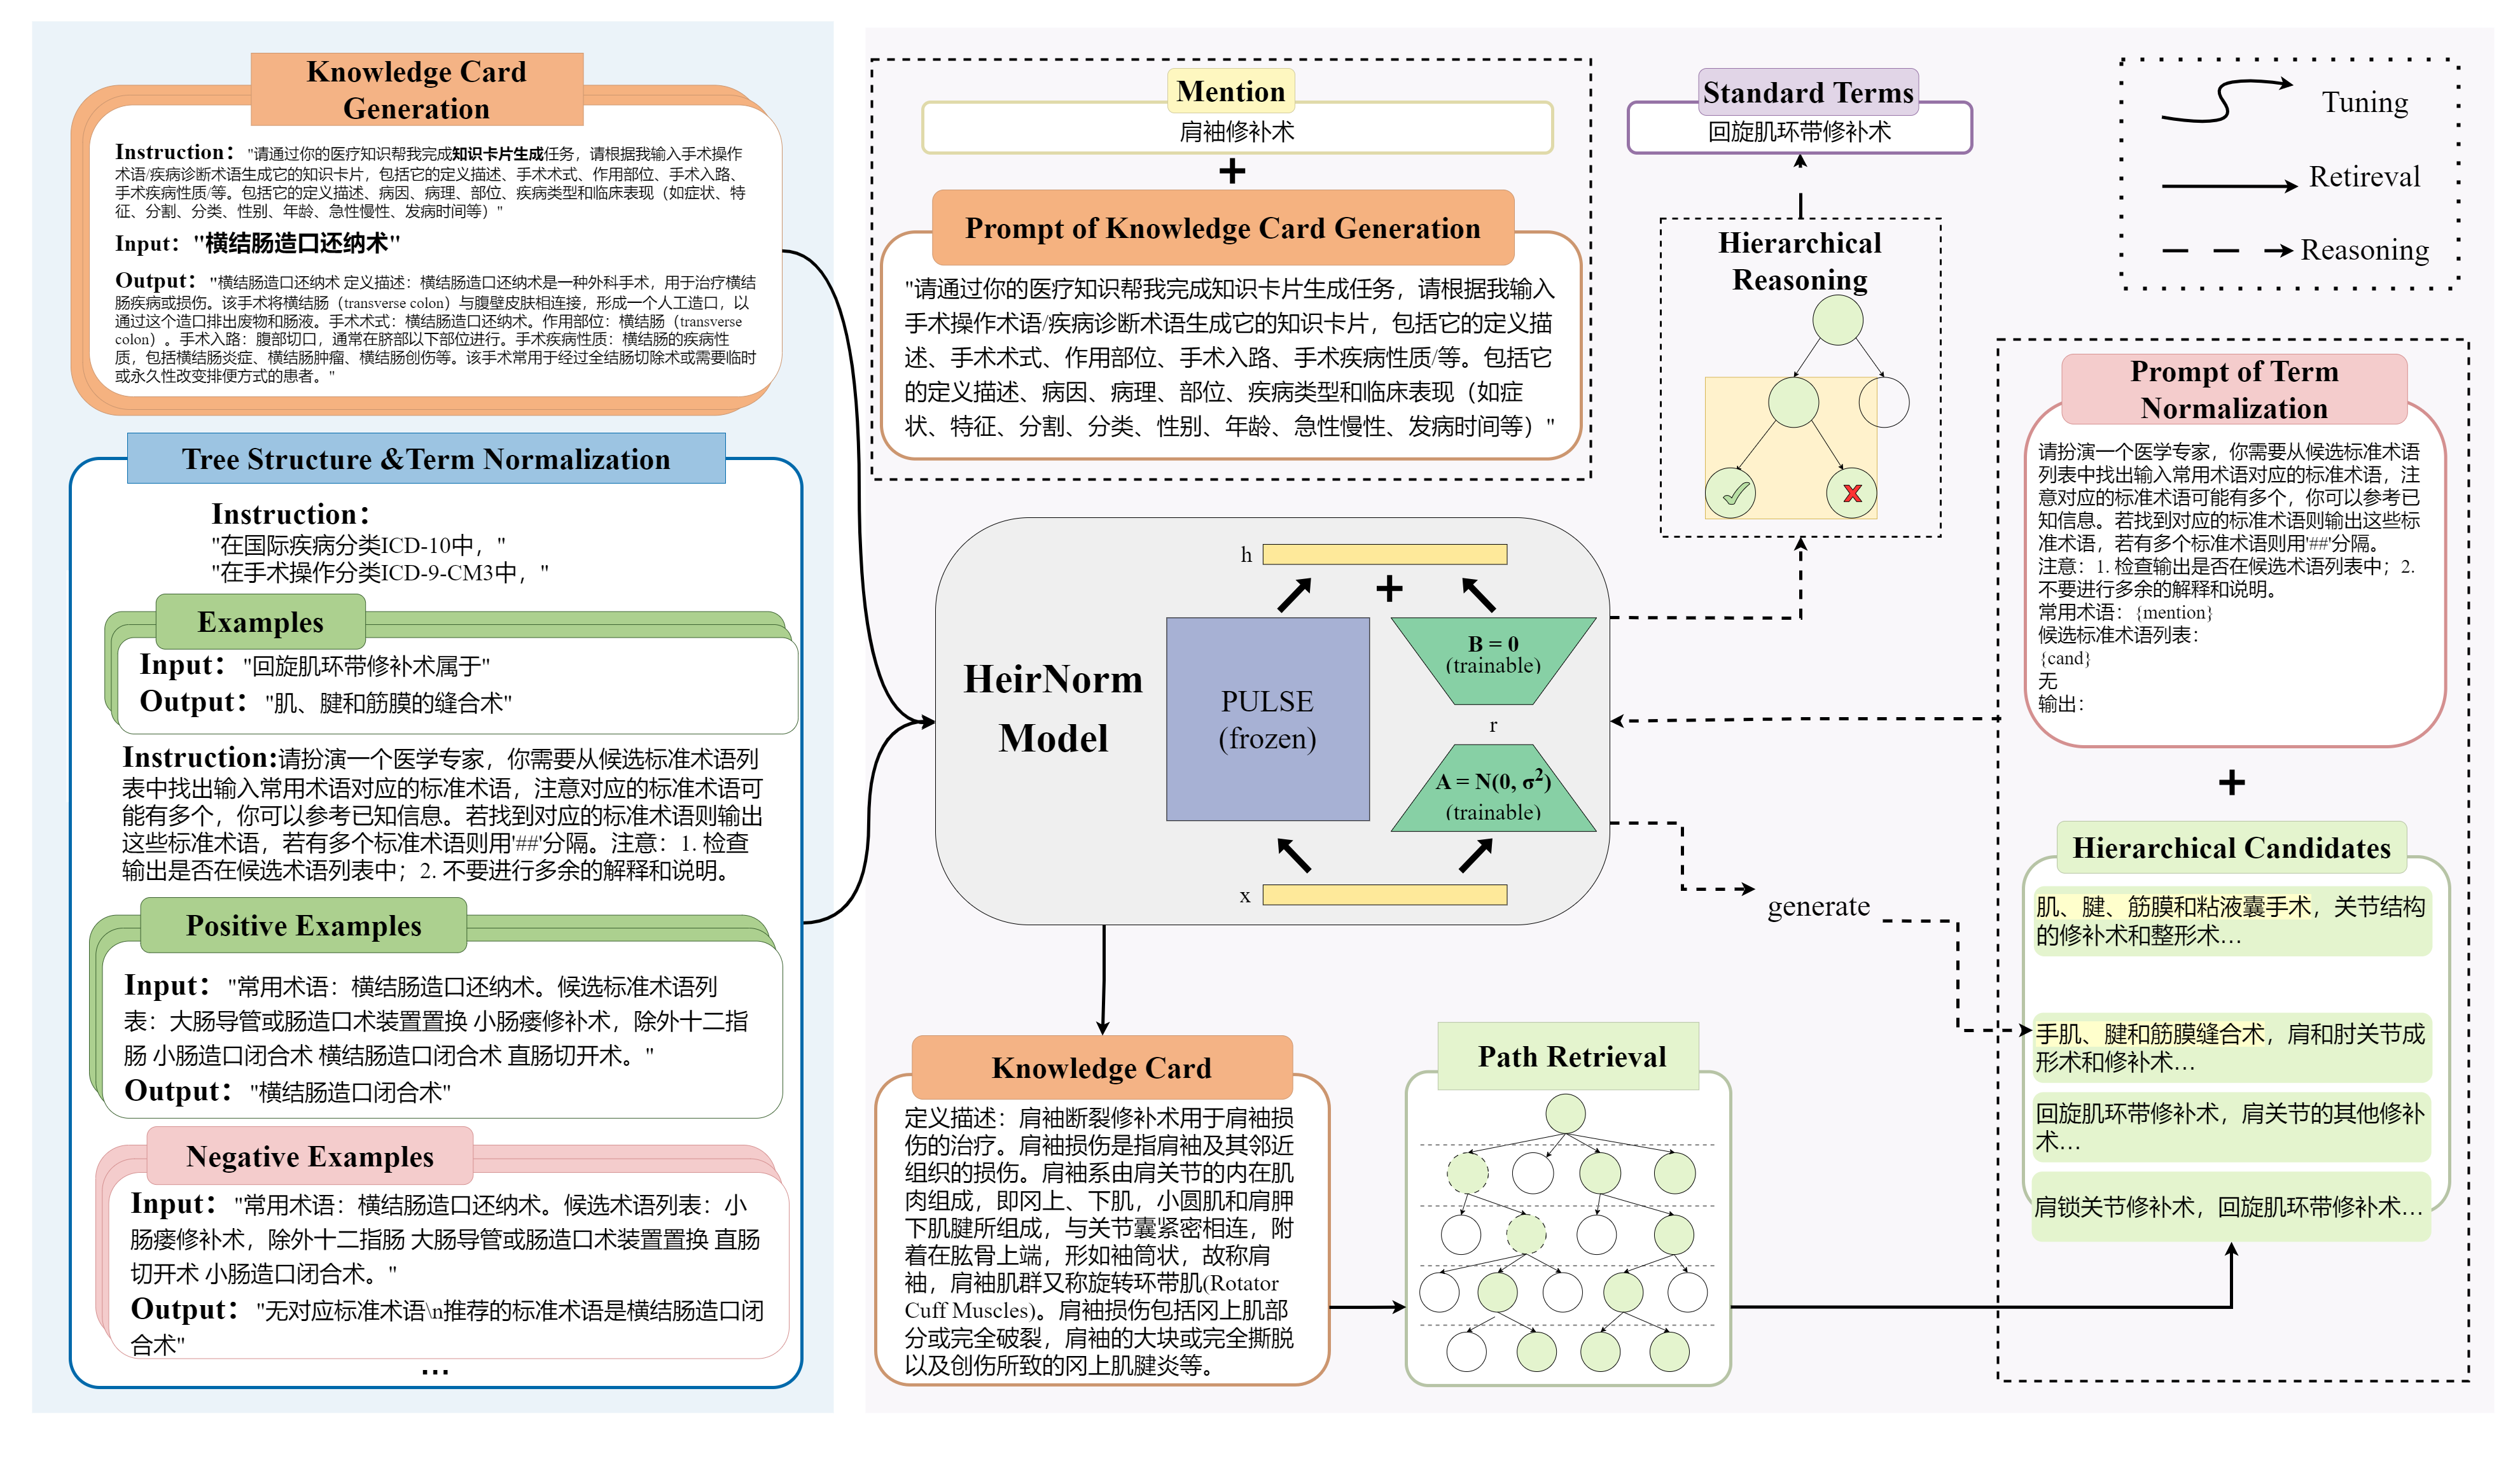 Knowledge Card
Generation
Instruction："请通过你的医疗知识帮我完成知识卡片生成任务，请根据我输入手术操作
术语/疾病诊断术语生成它的知识卡片，包括它的定义描述、手术术式、作用部位、手术入路、
手术疾病性质/等。包括它的定义描述、病因、病理、部位、疾病类型和临床表现（如症状、特
征、分割、分类、性别、年龄、急性慢性、发病时间等）"
Input："横结肠造口还纳术"
Output："横结肠造口还纳术 定义描述：横结肠造口还纳术是一种外科手术，用于治疗横结
肠疾病或损伤。该手术将横结肠（transverse colon）与腹壁皮肤相连接，形成一个人工造口，以
通过这个造口排出废物和肠液。手术术式：横结肠造口还纳术。作用部位：横结肠（transverse
colon）。手术入路：腹部切口，通常在脐部以下部位进行。手术疾病性质：横结肠的疾病性
质，包括横结肠炎症、横结肠肿瘤、横结肠创伤等。该手术常用于经过全结肠切除术或需要临时
或永久性改变排便方式的患者。"
Tree Structure &Term Normalization
Instruction：
"在国际疾病分类ICD-10中，"
"在手术操作分类ICD-9-CM3中，"
Examples
Input："回旋肌环带修补术属于"
Output："肌、腱和筋膜的缝合术"
Instruction:请扮演一个医学专家，你需要从候选标准术语列
表中找出输入常用术语对应的标准术语，注意对应的标准术语可
能有多个，你可以参考已知信息。若找到对应的标准术语则输出
这些标准术语，若有多个标准术语则用'##'分隔。注意：1. 检查
输出是否在候选术语列表中；2. 不要进行多余的解释和说明。
Positive Examples
Input："常用术语：横结肠造口还纳术。候选标准术语列
表：大肠导管或肠造口术装置置换 小肠瘘修补术，除外十二指
肠 小肠造口闭合术 横结肠造口闭合术 直肠切开术。"
Output："横结肠造口闭合术"
Negative Examples
Input："常用术语：横结肠造口还纳术。候选术语列表：小
肠瘘修补术，除外十二指肠 大肠导管或肠造口术装置置换 直肠
切开术 小肠造口闭合术。"
Output："无对应标准术语\n推荐的标准术语是横结肠造口闭
合术"
...
Mention
肩袖修补术
+
Prompt of Knowledge Card Generation
"请通过你的医疗知识帮我完成知识卡片生成任务，请根据我输入
手术操作术语/疾病诊断术语生成它的知识卡片，包括它的定义描
述、手术术式、作用部位、手术入路、手术疾病性质/等。包括它
的定义描述、病因、病理、部位、疾病类型和临床表现（如症
状、特征、分割、分类、性别、年龄、急性慢性、发病时间等）"
Standard Terms
回旋肌环带修补术
Hierarchical
Reasoning
Tuning
Retireval
Reasoning
HeirNorm
Model
h
+
PULSE
(frozen)
B = 0
(trainable)
r
A = N(0, σ²)
(trainable)
x
generate
Knowledge Card
定义描述：肩袖断裂修补术用于肩袖损
伤的治疗。肩袖损伤是指肩袖及其邻近
组织的损伤。肩袖系由肩关节的内在肌
肉组成，即冈上、下肌，小圆肌和肩胛
下肌腱所组成，与关节囊紧密相连，附
着在肱骨上端，形如袖筒状，故称肩
袖，肩袖肌群又称旋转环带肌(Rotator
Cuff Muscles)。肩袖损伤包括冈上肌部
分或完全破裂，肩袖的大块或完全撕脱
以及创伤所致的冈上肌腱炎等。
Path Retrieval
Prompt of Term
Normalization
请扮演一个医学专家，你需要从候选标准术语
列表中找出输入常用术语对应的标准术语，注
意对应的标准术语可能有多个，你可以参考已
知信息。若找到对应的标准术语则输出这些标
准术语，若有多个标准术语则用'##'分隔。
注意：1. 检查输出是否在候选术语列表中；2.
不要进行多余的解释和说明。
常用术语：{mention}
候选标准术语列表：
{cand}
无
输出：
+
Hierarchical Candidates
肌、腱、筋膜和粘液囊手术，关节结构
的修补术和整形术...
手肌、腱和筋膜缝合术，肩和肘关节成
形术和修补术...
回旋肌环带修补术，肩关节的其他修补
术...
肩锁关节修补术，回旋肌环带修补术...